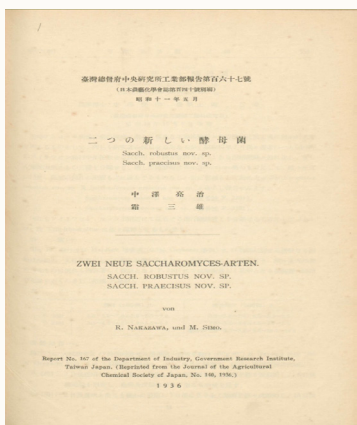 臺灣總督府中央研究所工業部報告第百六十七號
(日本農藝化學會誌第百四十號別刷)
昭和十一年五月
二つの新しい酵母菌
Sacch. robustus nov. sp.
Sacch. praecisus nov. sp.
中澤亮治
霜三雄
ZWEI NEUE SACCHAROMYCES-ARTEN.
SACCH. ROBUSTUS NOV. SP.
SACCH. PRAECISUS NOV. SP.
von
R. NAKAZAWA, und M. SIMO.
Report No. 167 of the Department of Industry, Government Research Institute,
Taiwan Japan. (Reprinted from the Journal of the Agricultural
Chemical Society of Japan, No. 140, 1936.)
1936